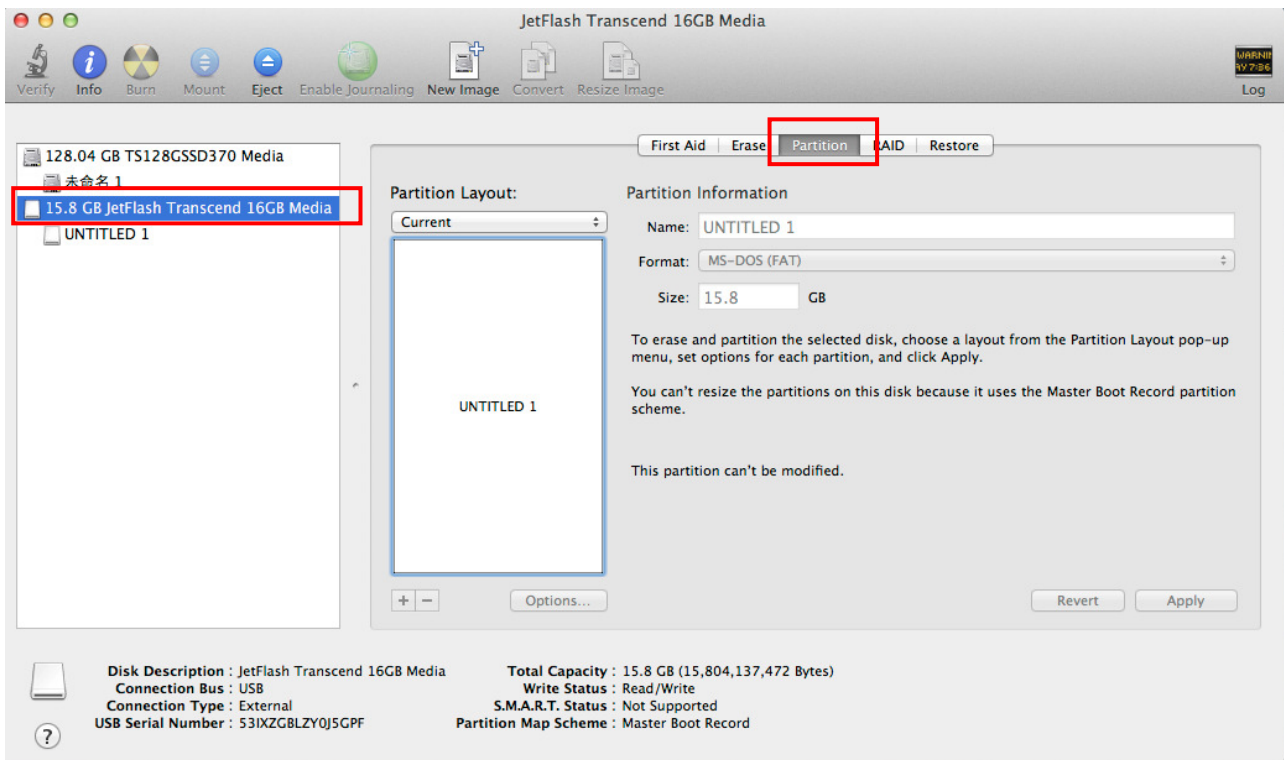 JetFlash Transcend 16GB Media
Verify Info Burn Mount Eject Enable Journaling New Image Convert Resize Image Log
WARNIN
AY 7:36
First Aid Erase Partition RAID Restore
128.04 GB TS128GSSD370 Media
未命名 1
15.8 GB JetFlash Transcend 16GB Media
UNTITLED 1
Partition Layout:
Current
UNTITLED 1
+ −
Options...
Partition Information
Name: UNTITLED 1
Format: MS-DOS (FAT)
Size: 15.8 GB
To erase and partition the selected disk, choose a layout from the Partition Layout pop-up
menu, set options for each partition, and click Apply.
You can't resize the partitions on this disk because it uses the Master Boot Record partition
scheme.
This partition can't be modified.
Revert Apply
Disk Description : JetFlash Transcend 16GB Media
Connection Bus : USB
Connection Type : External
USB Serial Number : 53IXZGBLZY0J5GPF
Total Capacity : 15.8 GB (15,804,137,472 Bytes)
Write Status : Read/Write
S.M.A.R.T. Status : Not Supported
Partition Map Scheme : Master Boot Record
?